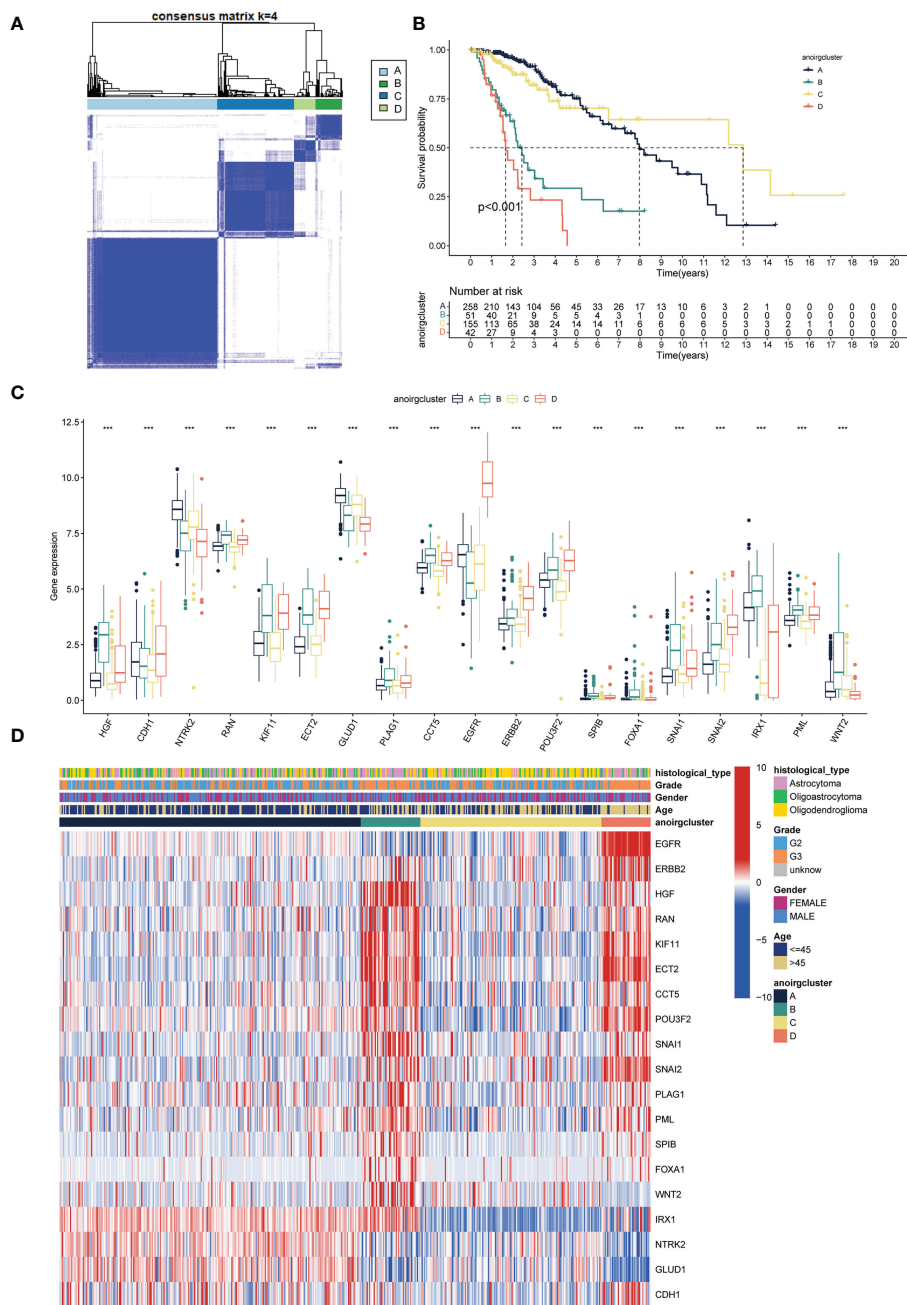 A
consensus matrix k=4
A
B
C
D
B
anoirgcluster
A
B
C
D
1.00
0.75
0.50
0.25
0.00
Survival probability
p<0.001
0 1 2 3 4 5 6 7 8 9 10 11 12 13 14 15 16 17 18 19 20
Time(years)
Number at risk
anoirgcluster
A 258 210 143 104 56 45 33 26 17 13 10 6 3 2 1 0 0 0 0 0 0
B 51 40 21 9 5 5 4 3 1 0 0 0 0 0 0 0 0 0 0 0 0
C 155 113 65 38 24 14 14 11 6 6 6 6 5 3 3 2 1 1 0 0 0
D 42 27 9 4 3 0 0 0 0 0 0 0 0 0 0 0 0 0 0 0 0
0 1 2 3 4 5 6 7 8 9 10 11 12 13 14 15 16 17 18 19 20
Time(years)
C
anoirgcluster A B C D
12.5
10.0
7.5
5.0
2.5
0.0
Gene expression
*** *** *** *** *** *** *** *** *** *** *** *** *** *** *** *** *** *** ***
HGF CDH1 NTRK2 RAN KIF11 ECT2 GLUD1 PLAG1 CCT5 EGFR ERBB2 POU3F2 SPIB FOXA1 SNAI1 SNAI2 IRX1 PML WNT2
D
histological_type
Grade
Gender
Age
anoirgcluster
EGFR
ERBB2
HGF
RAN
KIF11
ECT2
CCT5
POU3F2
SNAI1
SNAI2
PLAG1
PML
SPIB
FOXA1
WNT2
IRX1
NTRK2
GLUD1
CDH1
10
5
0
−5
−10
histological_type
Astrocytoma
Oligoastrocytoma
Oligodendroglioma
Grade
G2
G3
unknow
Gender
FEMALE
MALE
Age
<=45
>45
anoirgcluster
A
B
C
D